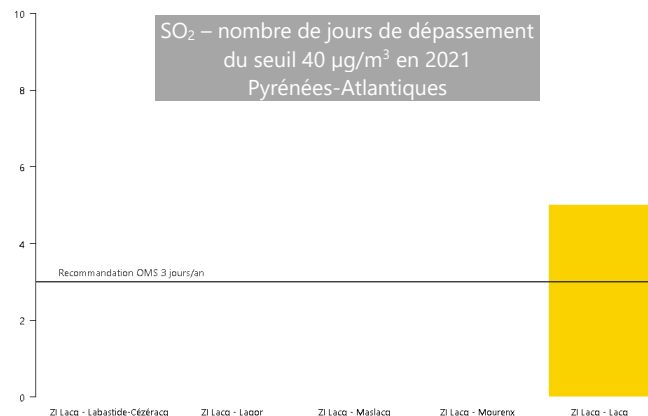 SO₂ – nombre de jours de dépassement
du seuil 40 µg/m³ en 2021
Pyrénées-Atlantiques
10
8
6
4
Recommandation OMS 3 jours/an
2
0
ZI Lacq - Labastide-Cézéracq ZI Lacq - Lagor ZI Lacq - Maslacq ZI Lacq - Mourenx ZI Lacq - Lacq